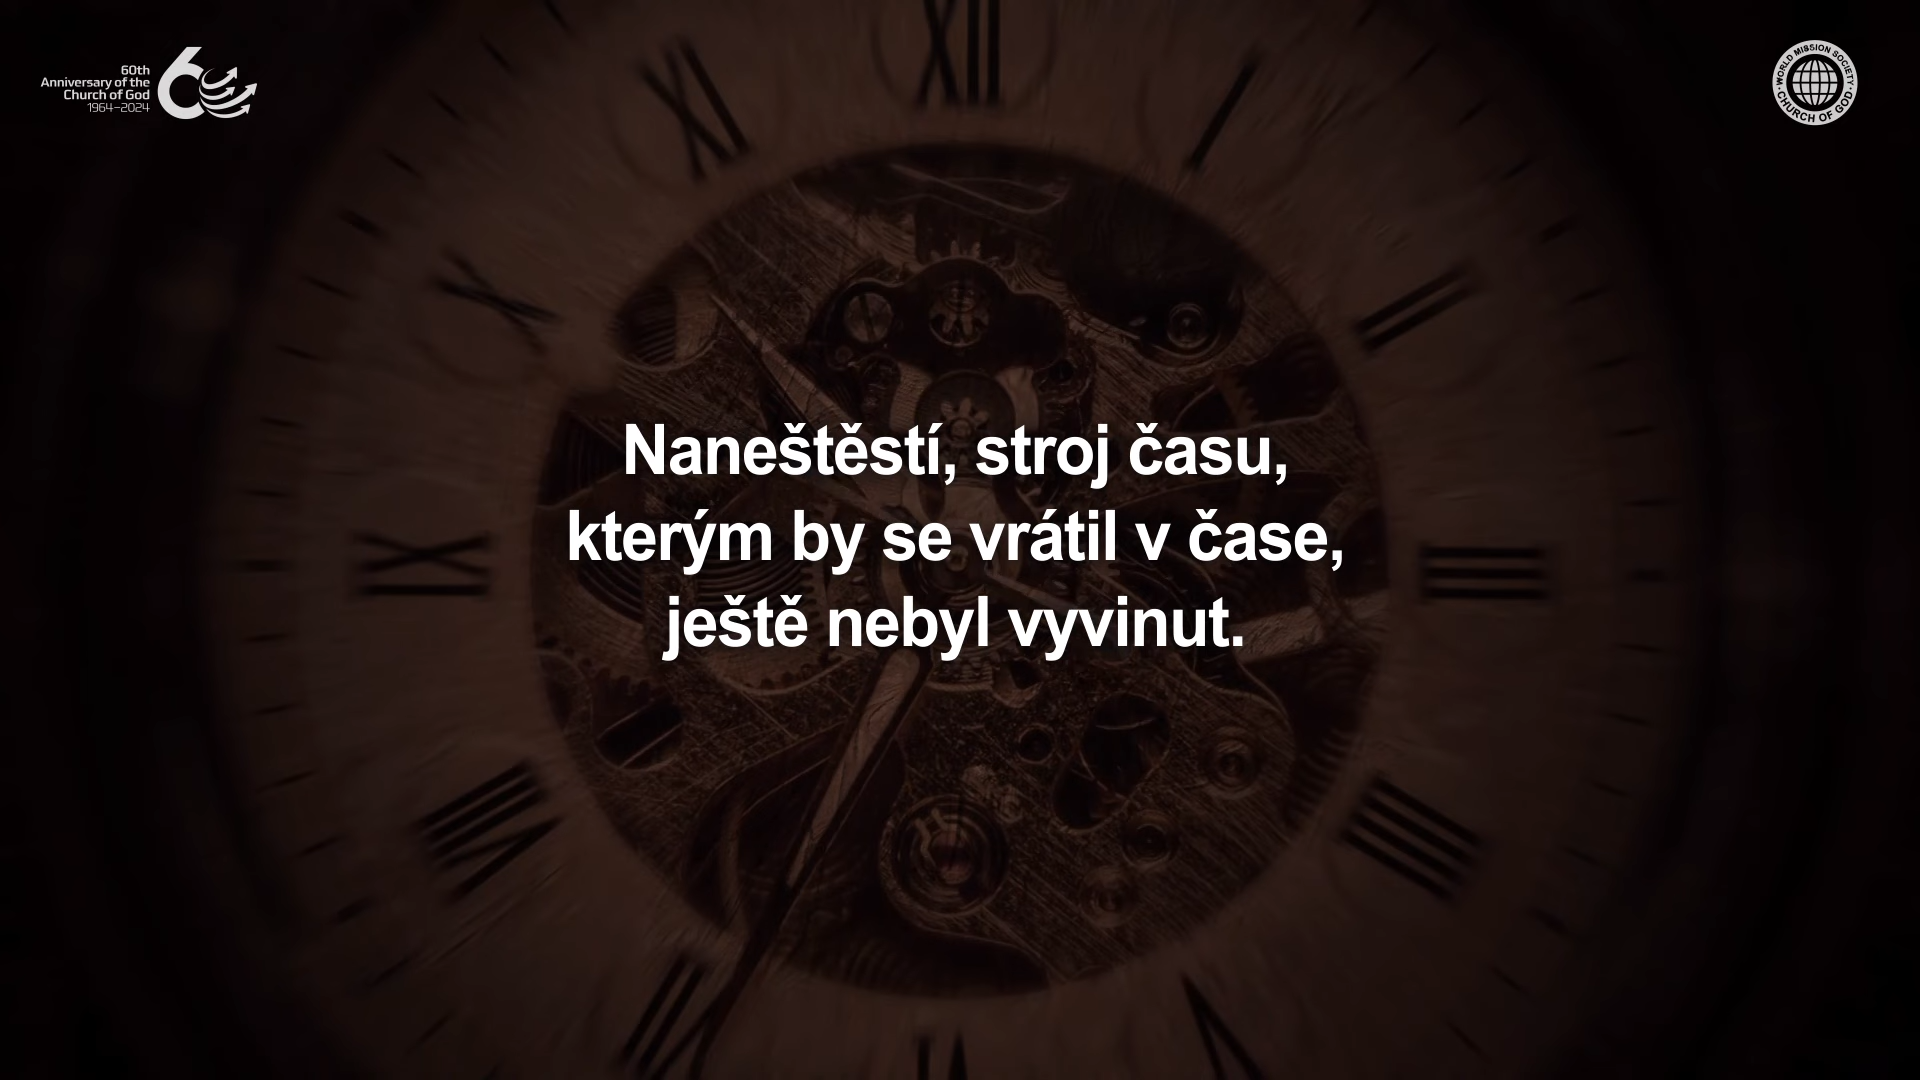 60th
Anniversary of the
Church of God
1964–2024
60
WORLD MISSION SOCIETY
CHURCH OF GOD
Naneštěstí, stroj času,
kterým by se vrátil v čase,
ještě nebyl vyvinut.